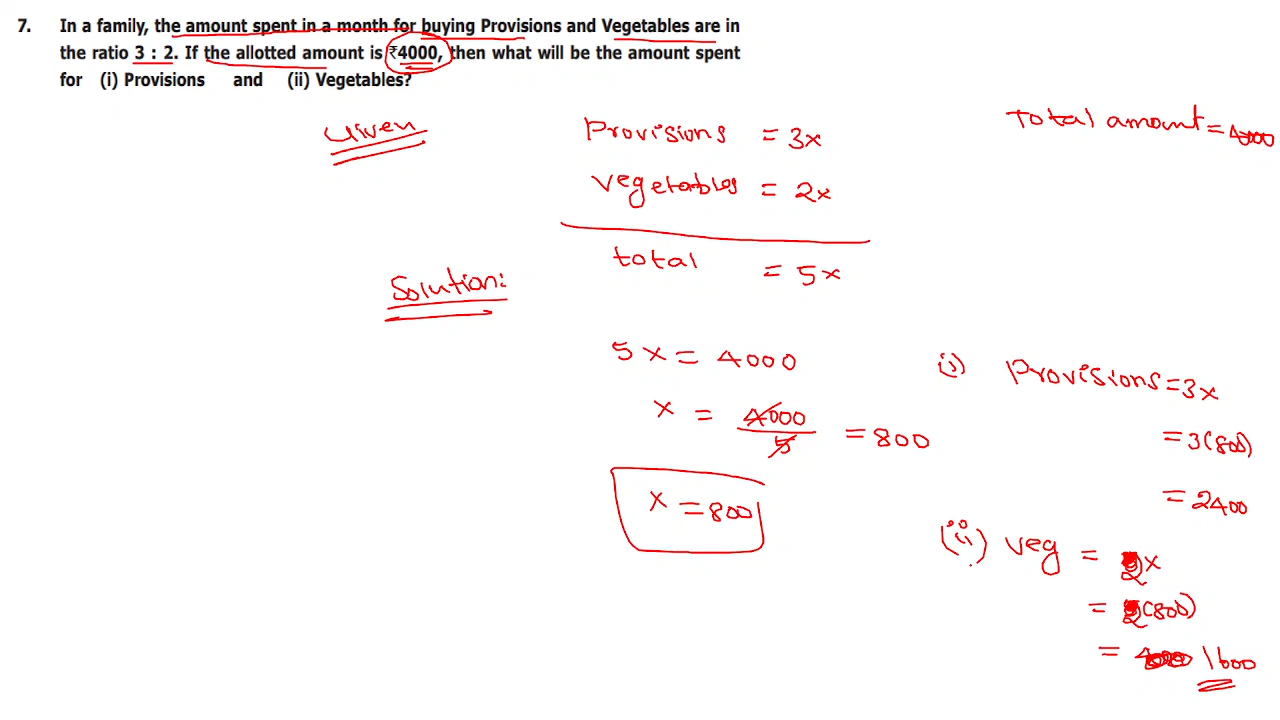 7. In a family, the amount spent in a month for buying Provisions and Vegetables are in
the ratio 3 : 2. If the allotted amount is ₹4000, then what will be the amount spent
for (i) Provisions and (ii) Vegetables?
Given
Provisions = 3x
Total amount = 4000
Vegetables = 2x
total = 5x
Solution:
5x = 4000
x = 4000/5 = 800
x = 800
(i) Provisions = 3x
= 3(800)
= 2400
(ii) veg = 2x
= 2(800)
= 1600